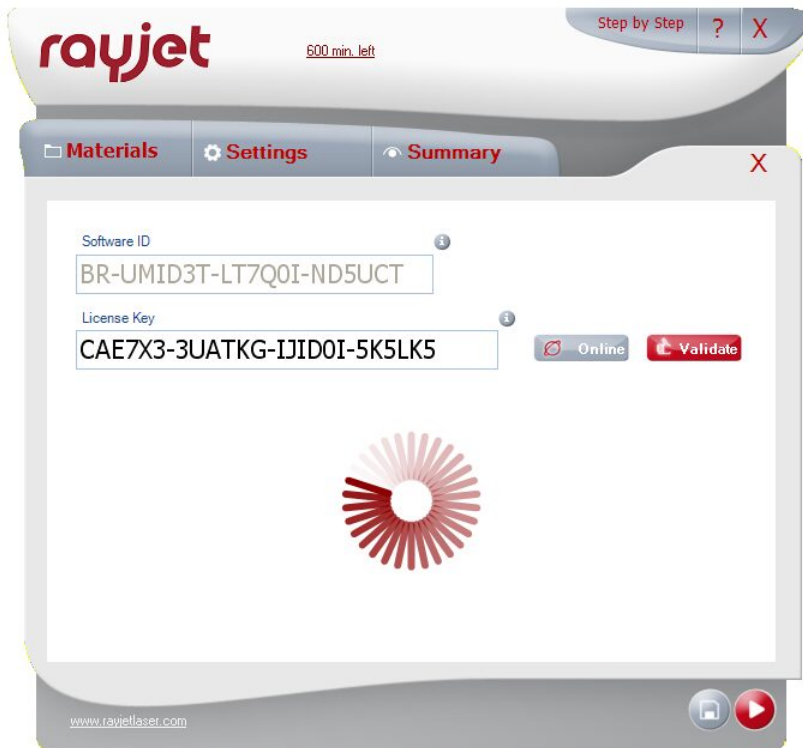 rayjet
600 min. left
Step by Step ? X
Materials Settings Summary X
Software ID
BR-UMID3T-LT7Q0I-ND5UCT
License Key
CAE7X3-3UATKG-IJID0I-5K5LK5
Online Validate
www.rayjetlaser.com